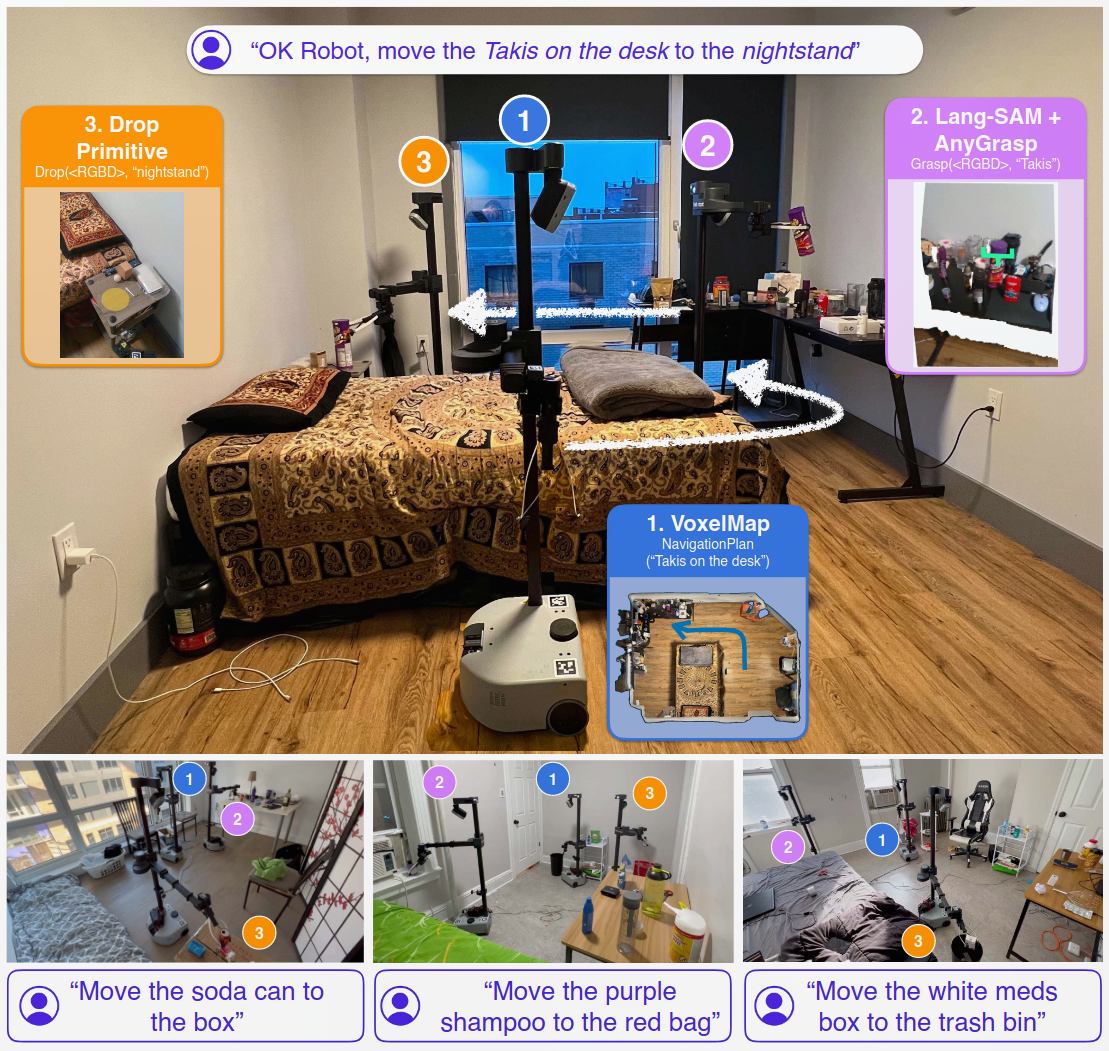 “OK Robot, move the Takis on the desk to the nightstand”
3. Drop
Primitive
Drop(<RGBD>, “nightstand”)
3
1
2
2. Lang-SAM +
AnyGrasp
Grasp(<RGBD>, “Takis”)
1. VoxelMap
NavigationPlan
(“Takis on the desk”)
1
2
3
2
1
3
2
1
3
“Move the soda can to
the box”
“Move the purple
shampoo to the red bag”
“Move the white meds
box to the trash bin”